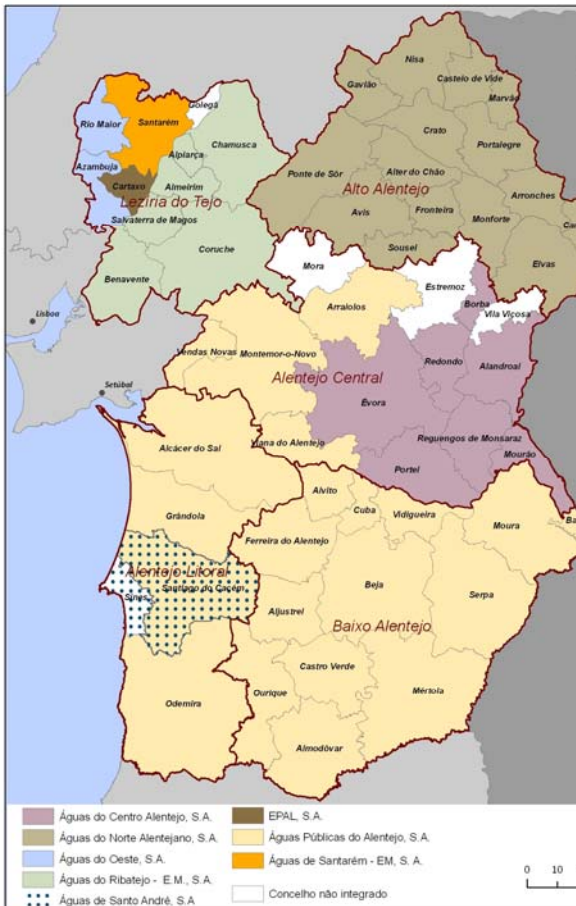 Nisa
Castelo de Vide
Gavião
Marvão
Golegã
Rio Maior
Santarém
Crato
Portalegre
Chamusca
Alpiarça
Ponte de Sôr
Alter do Chão
Azambuja
Cartaxo
Almeirim
Alto Alentejo
Arronches
Lezíria do Tejo
Avis
Fronteira
Monforte
Salvaterra de Magos
Sousel
Elvas
Coruche
Mora
Estremoz
Benavente
Borba
Arraiolos
Vila Viçosa
Lisboa
Vendas Novas
Montemor-o-Novo
Redondo
Alandroal
Alentejo Central
Setúbal
Évora
Reguengos de Monsaraz
Viana do Alentejo
Mourão
Alcácer do Sal
Portel
Alvito
Cuba
Vidigueira
Grândola
Moura
Ba
Ferreira do Alentejo
Alentejo Litoral
Santiago do Cacém
Beja
Sines
Serpa
Aljustrel
Baixo Alentejo
Castro Verde
Ourique
Mértola
Odemira
Almodôvar
Águas do Centro Alentejo, S.A.
EPAL, S.A.
Águas do Norte Alentejano, S.A.
Águas Públicas do Alentejo, S.A.
Águas do Oeste, S.A.
Águas de Santarém - EM, S.A.
Águas do Ribatejo - E.M., S.A.
Águas de Santo André, S.A
Concelho não integrado
0 10